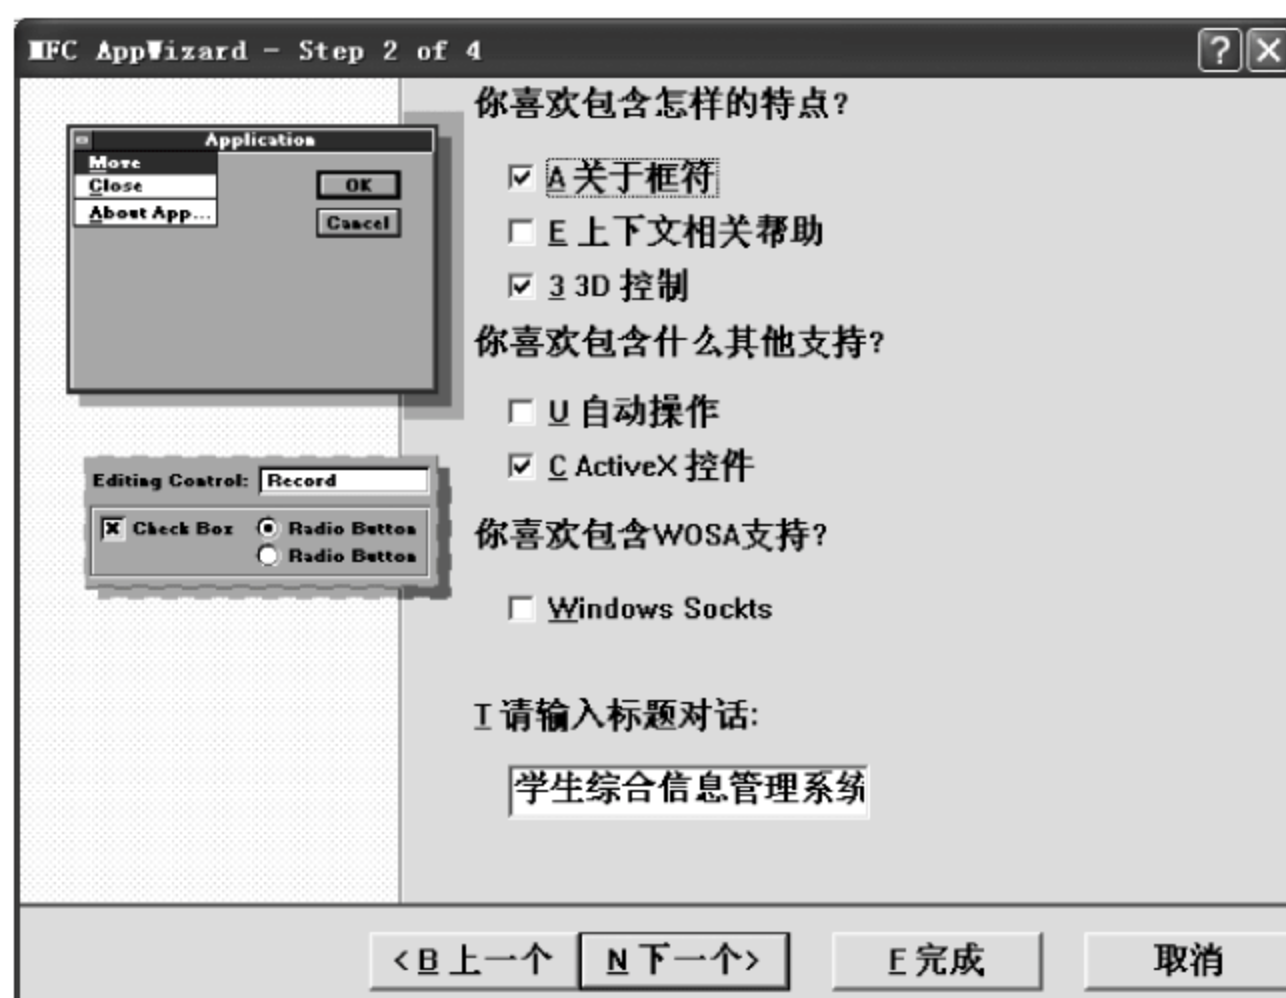 MFC AppWizard - Step 2 of 4
Application
Move
Close
About App...
OK
Cancel
Editing Control: Record
Check Box
Radio Button
Radio Button
你喜欢包含怎样的特点?
A 关于框符
E 上下文相关帮助
3 3D 控制
你喜欢包含什么其他支持?
U 自动操作
C ActiveX 控件
你喜欢包含WOSA支持?
Windows Sockts
T 请输入标题对话:
学生综合信息管理系统
<B 上一个
N 下一个>
F 完成
取消